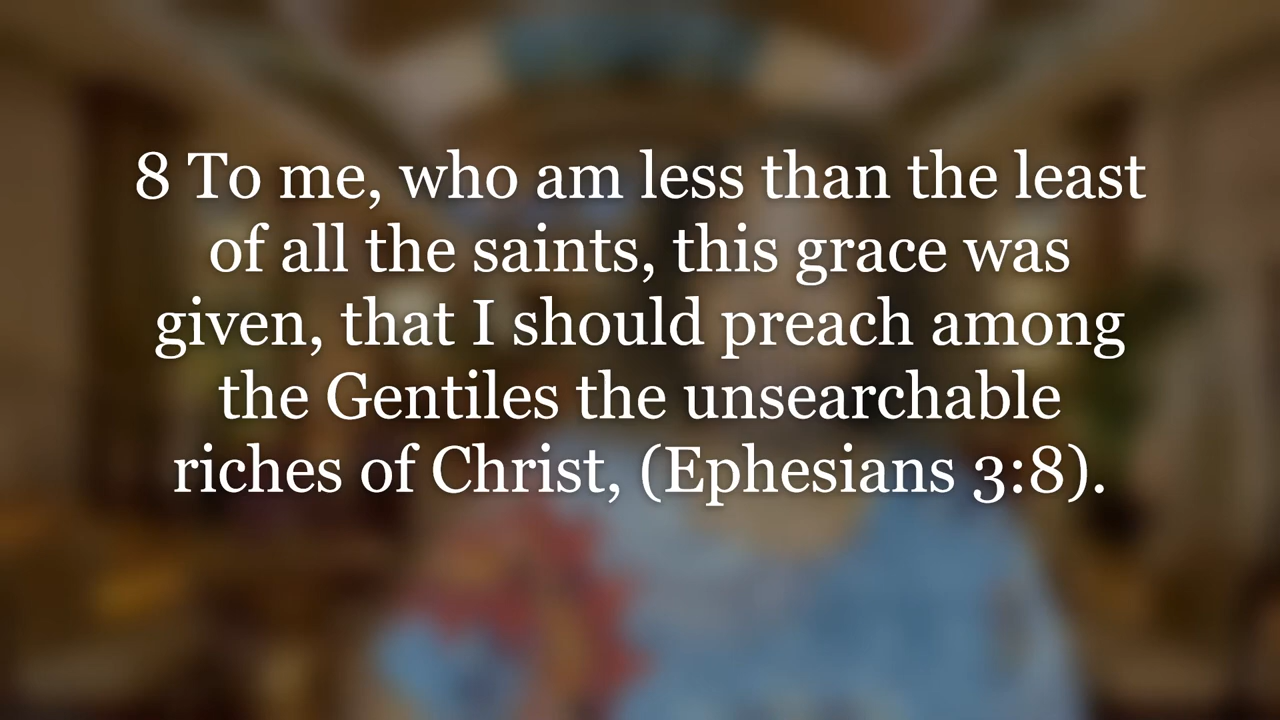 8 To me, who am less than the least
of all the saints, this grace was
given, that I should preach among
the Gentiles the unsearchable
riches of Christ, (Ephesians 3:8).